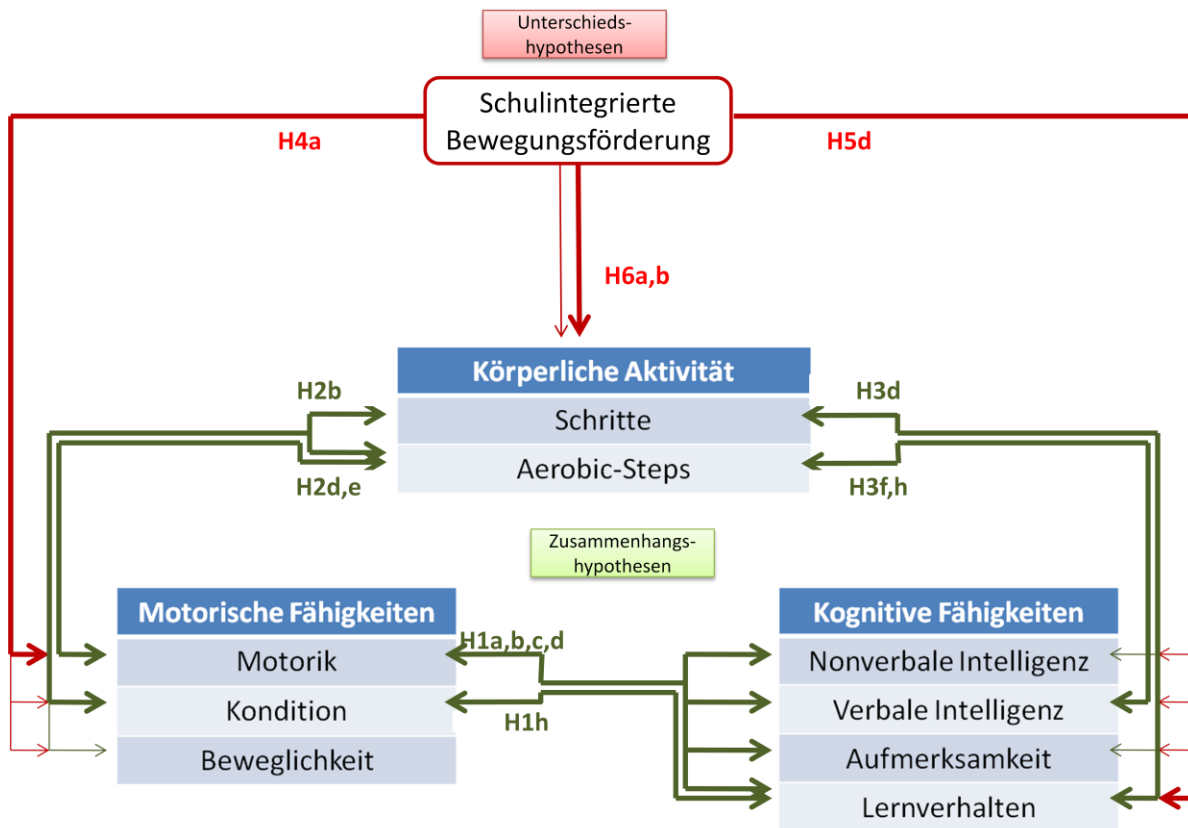 Unterschieds-
hypothesen
Schulintegrierte
Bewegungsförderung
H4a
H5d
H6a,b
Körperliche Aktivität
H2b
H3d
Schritte
Aerobic-Steps
H2d,e
H3f,h
Zusammenhangs-
hypothesen
Motorische Fähigkeiten
Kognitive Fähigkeiten
H1a,b,c,d
Motorik
Nonverbale Intelligenz
Kondition
H1h
Verbale Intelligenz
Beweglichkeit
Aufmerksamkeit
Lernverhalten